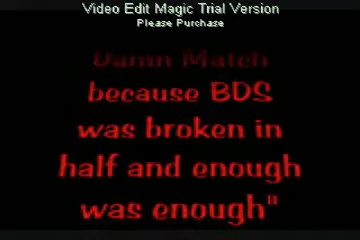 Video Edit Magic Trial Version
Please Purchase
Damn Match
because BDS
was broken in
half and enough
was enough"